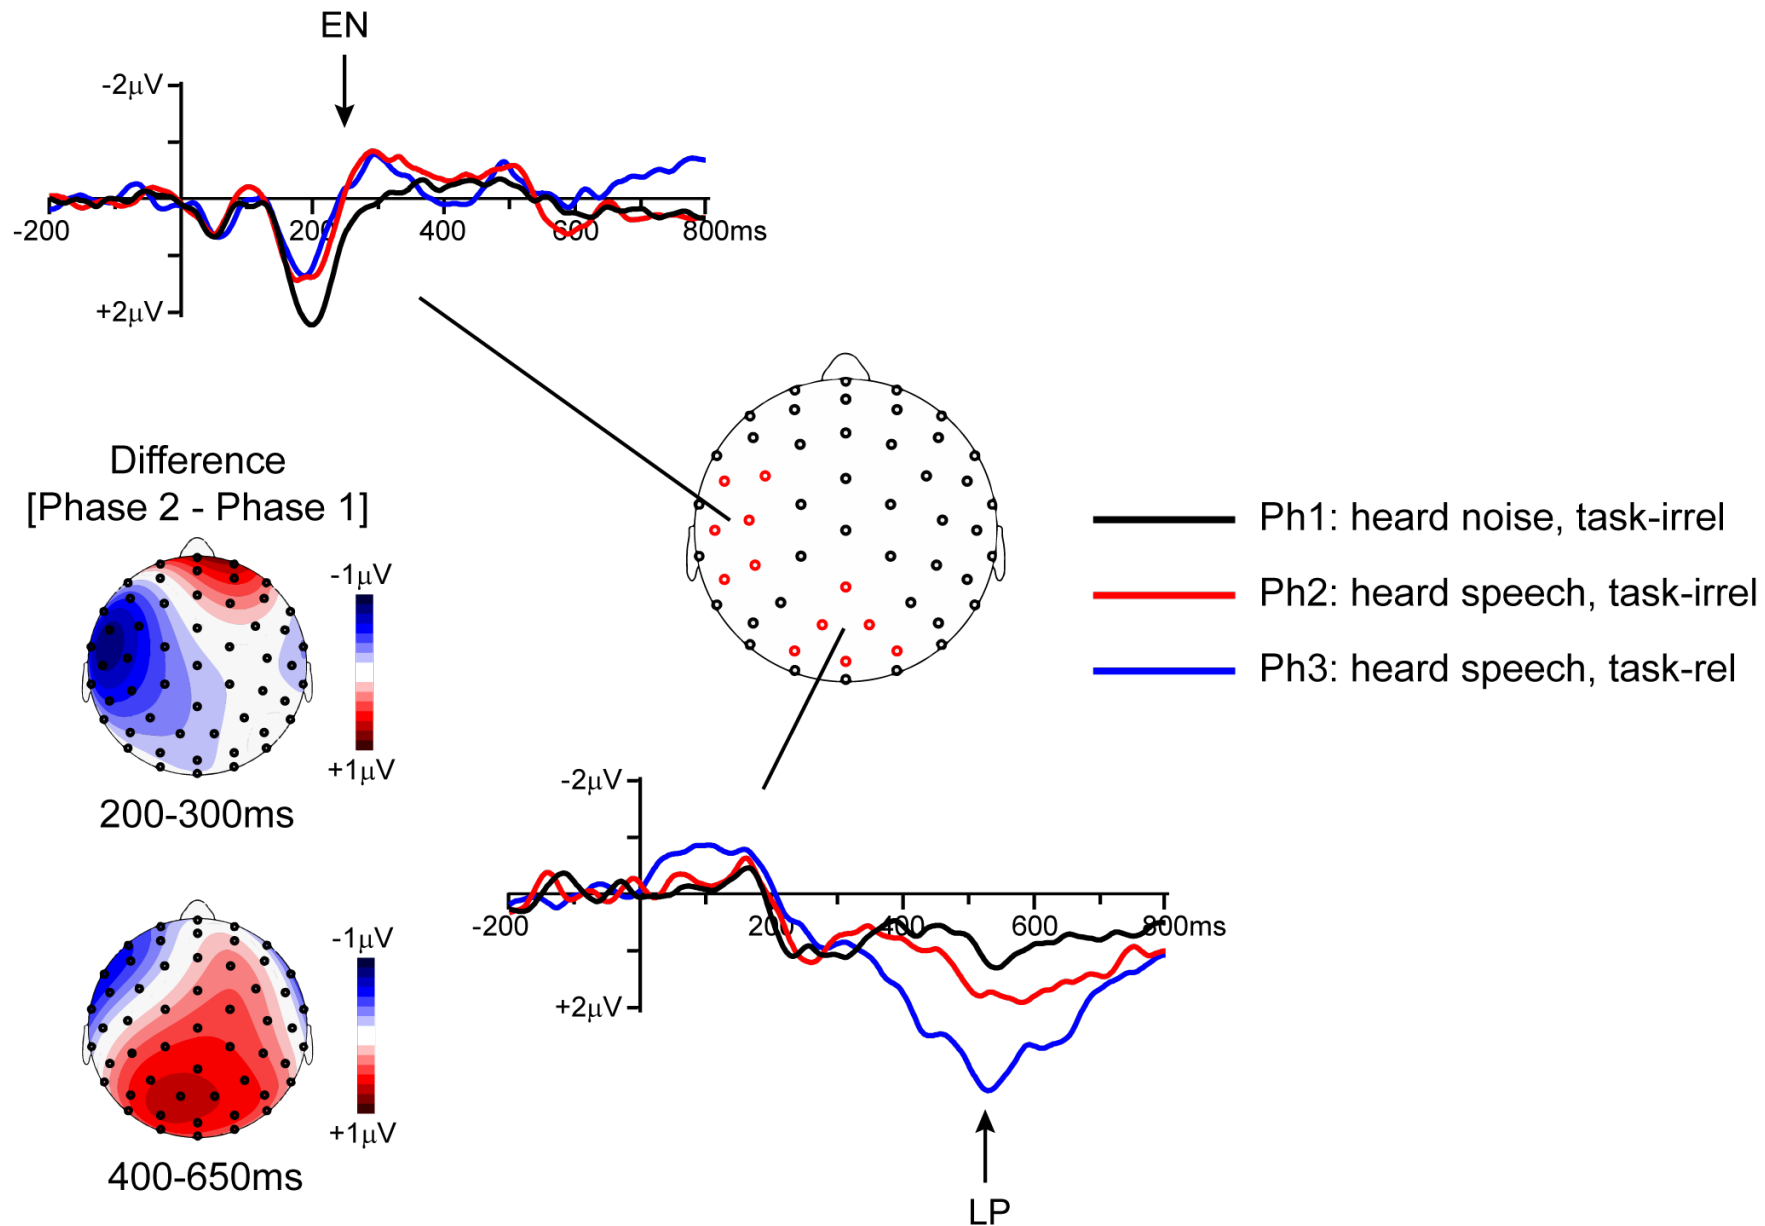 EN
-2μV
-200
200
400
600
800ms
+2μV
Difference
[Phase 2 - Phase 1]
-1μV
+1μV
200-300ms
Ph1: heard noise, task-irrel
Ph2: heard speech, task-irrel
Ph3: heard speech, task-rel
-2μV
-200
200
400
600
800ms
+2μV
-1μV
+1μV
400-650ms
LP